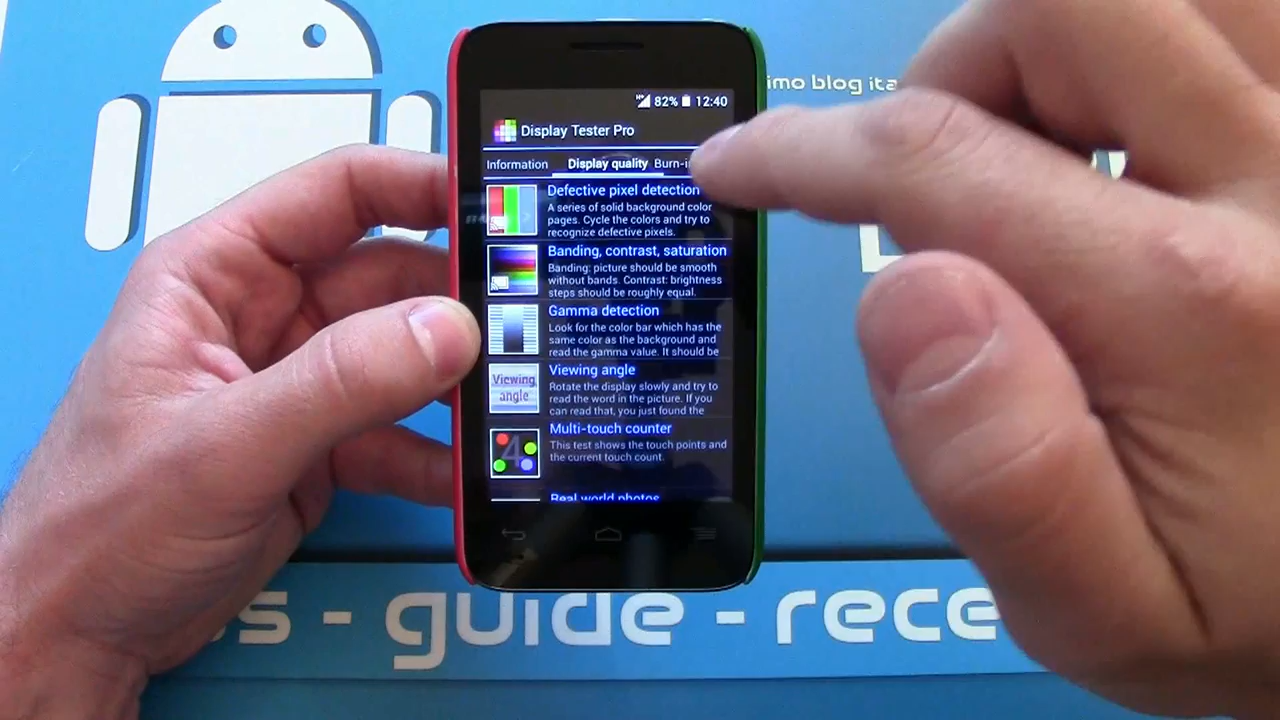 imo blog ita
82% 12:40
Display Tester Pro
Information Display quality Burn-i
Defective pixel detection
A series of solid background color
pages. Cycle the colors and try to
recognize defective pixels.
Banding, contrast, saturation
Banding: picture should be smooth
without bands. Contrast: brightness
steps should be roughly equal.
Gamma detection
Look for the color bar which has the
same color as the background and
read the gamma value. It should be
Viewing
angle
Viewing angle
Rotate the display slowly and try to
read the word in the picture. If you
can read that, you just found the
4
Multi-touch counter
This test shows the touch points and
the current touch count.
Real world photos
s - guide - rece